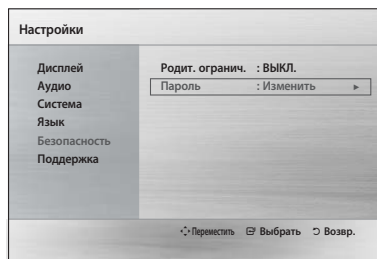 Настройки
Дисплей
Аудио
Система
Язык
Безопасность
Поддержка
Родит. огранич. : ВЫКЛ.
Пароль : Изменить ►
Переместить Выбрать Возвр.